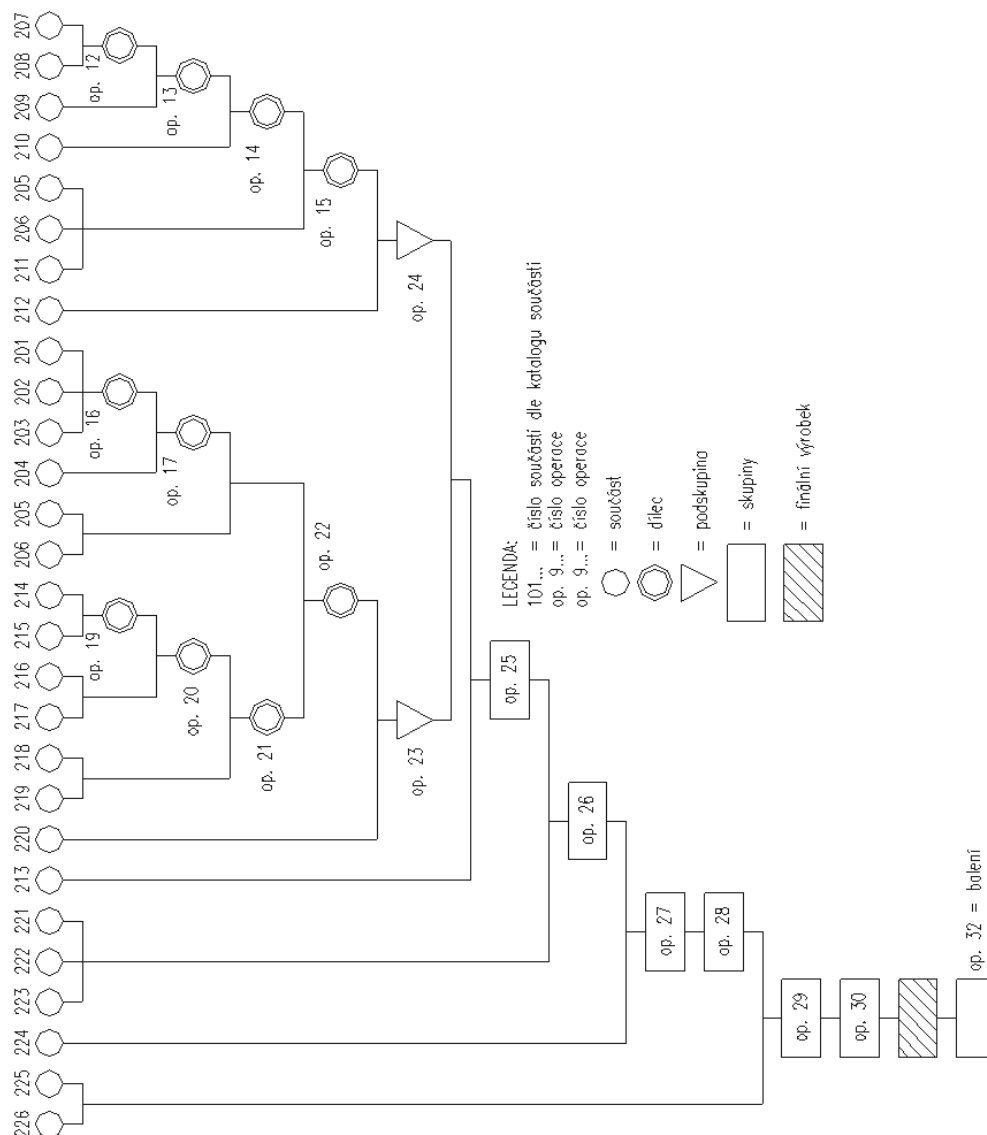 207
208
209
210
205
206
211
212
201
202
203
204
205
206
214
215
216
217
218
219
220
213
221
222
223
224
225
226
op. 12
op. 13
op. 14
op. 15
op. 24
op. 16
op. 17
op. 22
op. 19
op. 20
op. 21
op. 23
op. 25
op. 26
op. 27
op. 28
op. 29
op. 30
op. 32 = balení
LEGENDA:
101... = číslo součástí dle katalogu součástí
op. 9...= číslo operace
op. 9...= číslo operace
= součást
= dílec
= podskupina
= skupiny
= finální výrobek